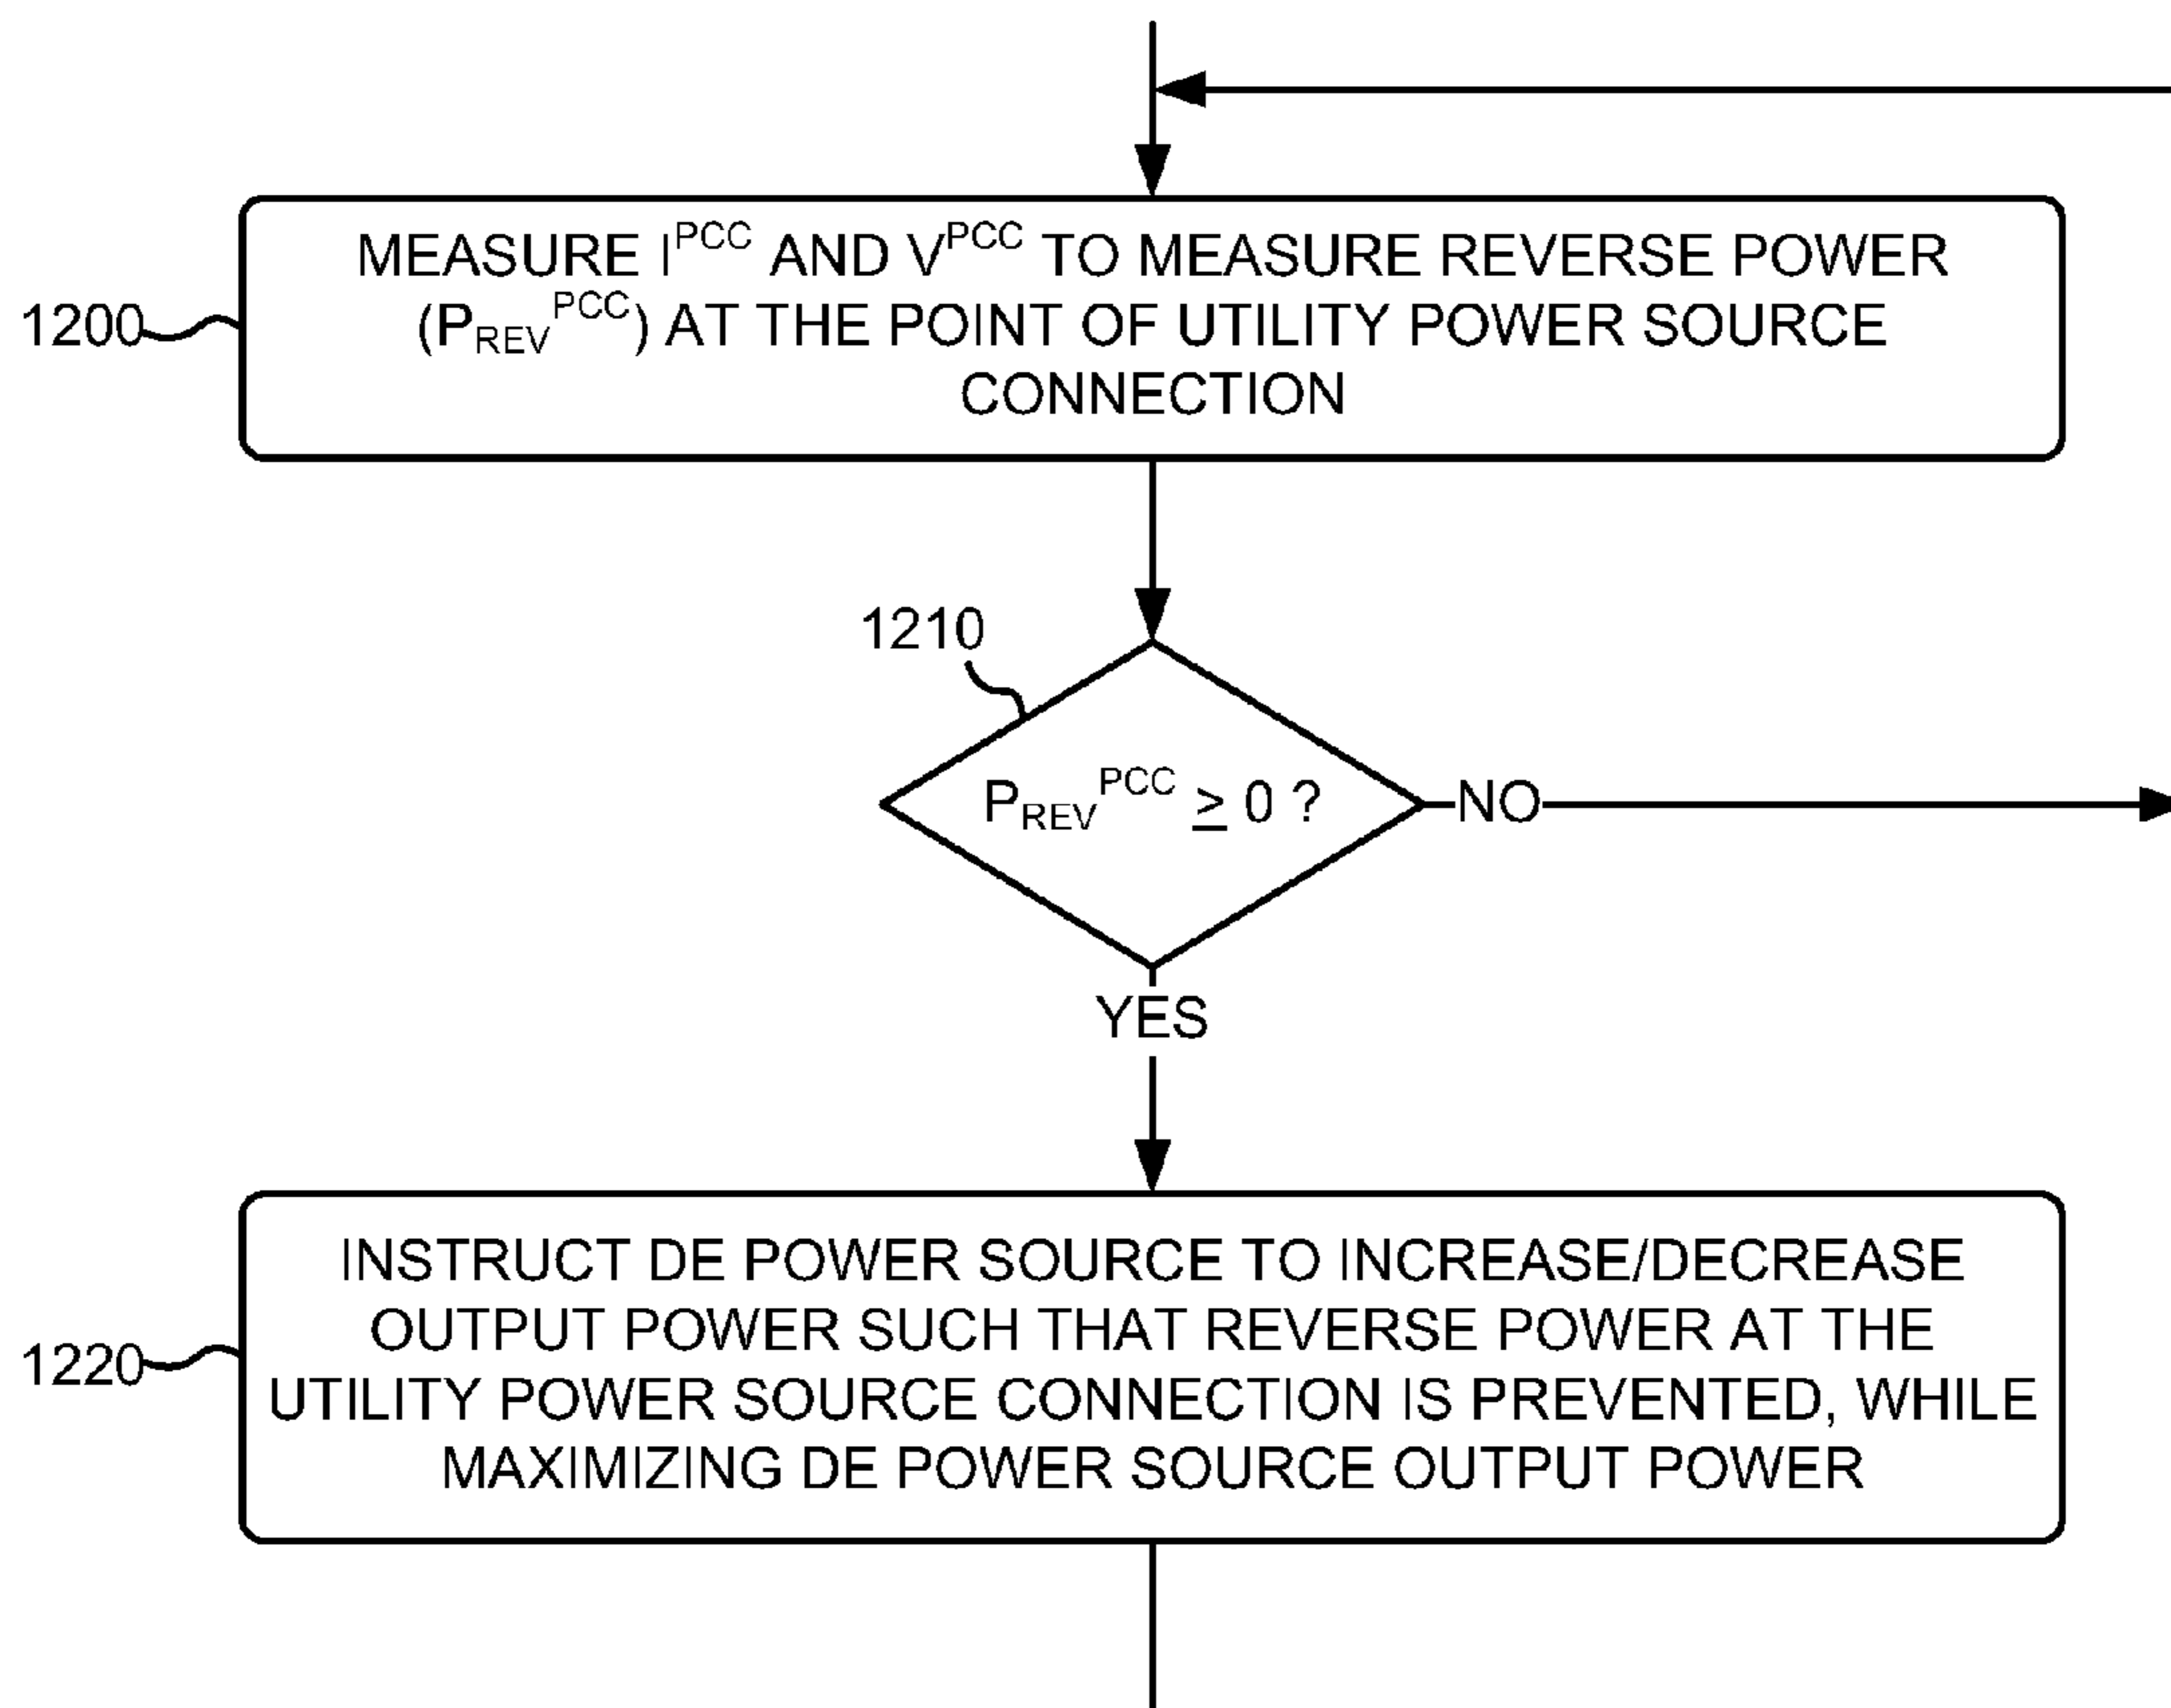 MEASURE I^PCC AND V^PCC TO MEASURE REVERSE POWER
1200
(P_REV^PCC) AT THE POINT OF UTILITY POWER SOURCE
CONNECTION
1210
P_REV^PCC ≥ 0 ?
NO
YES
INSTRUCT DE POWER SOURCE TO INCREASE/DECREASE
OUTPUT POWER SUCH THAT REVERSE POWER AT THE
1220
UTILITY POWER SOURCE CONNECTION IS PREVENTED, WHILE
MAXIMIZING DE POWER SOURCE OUTPUT POWER